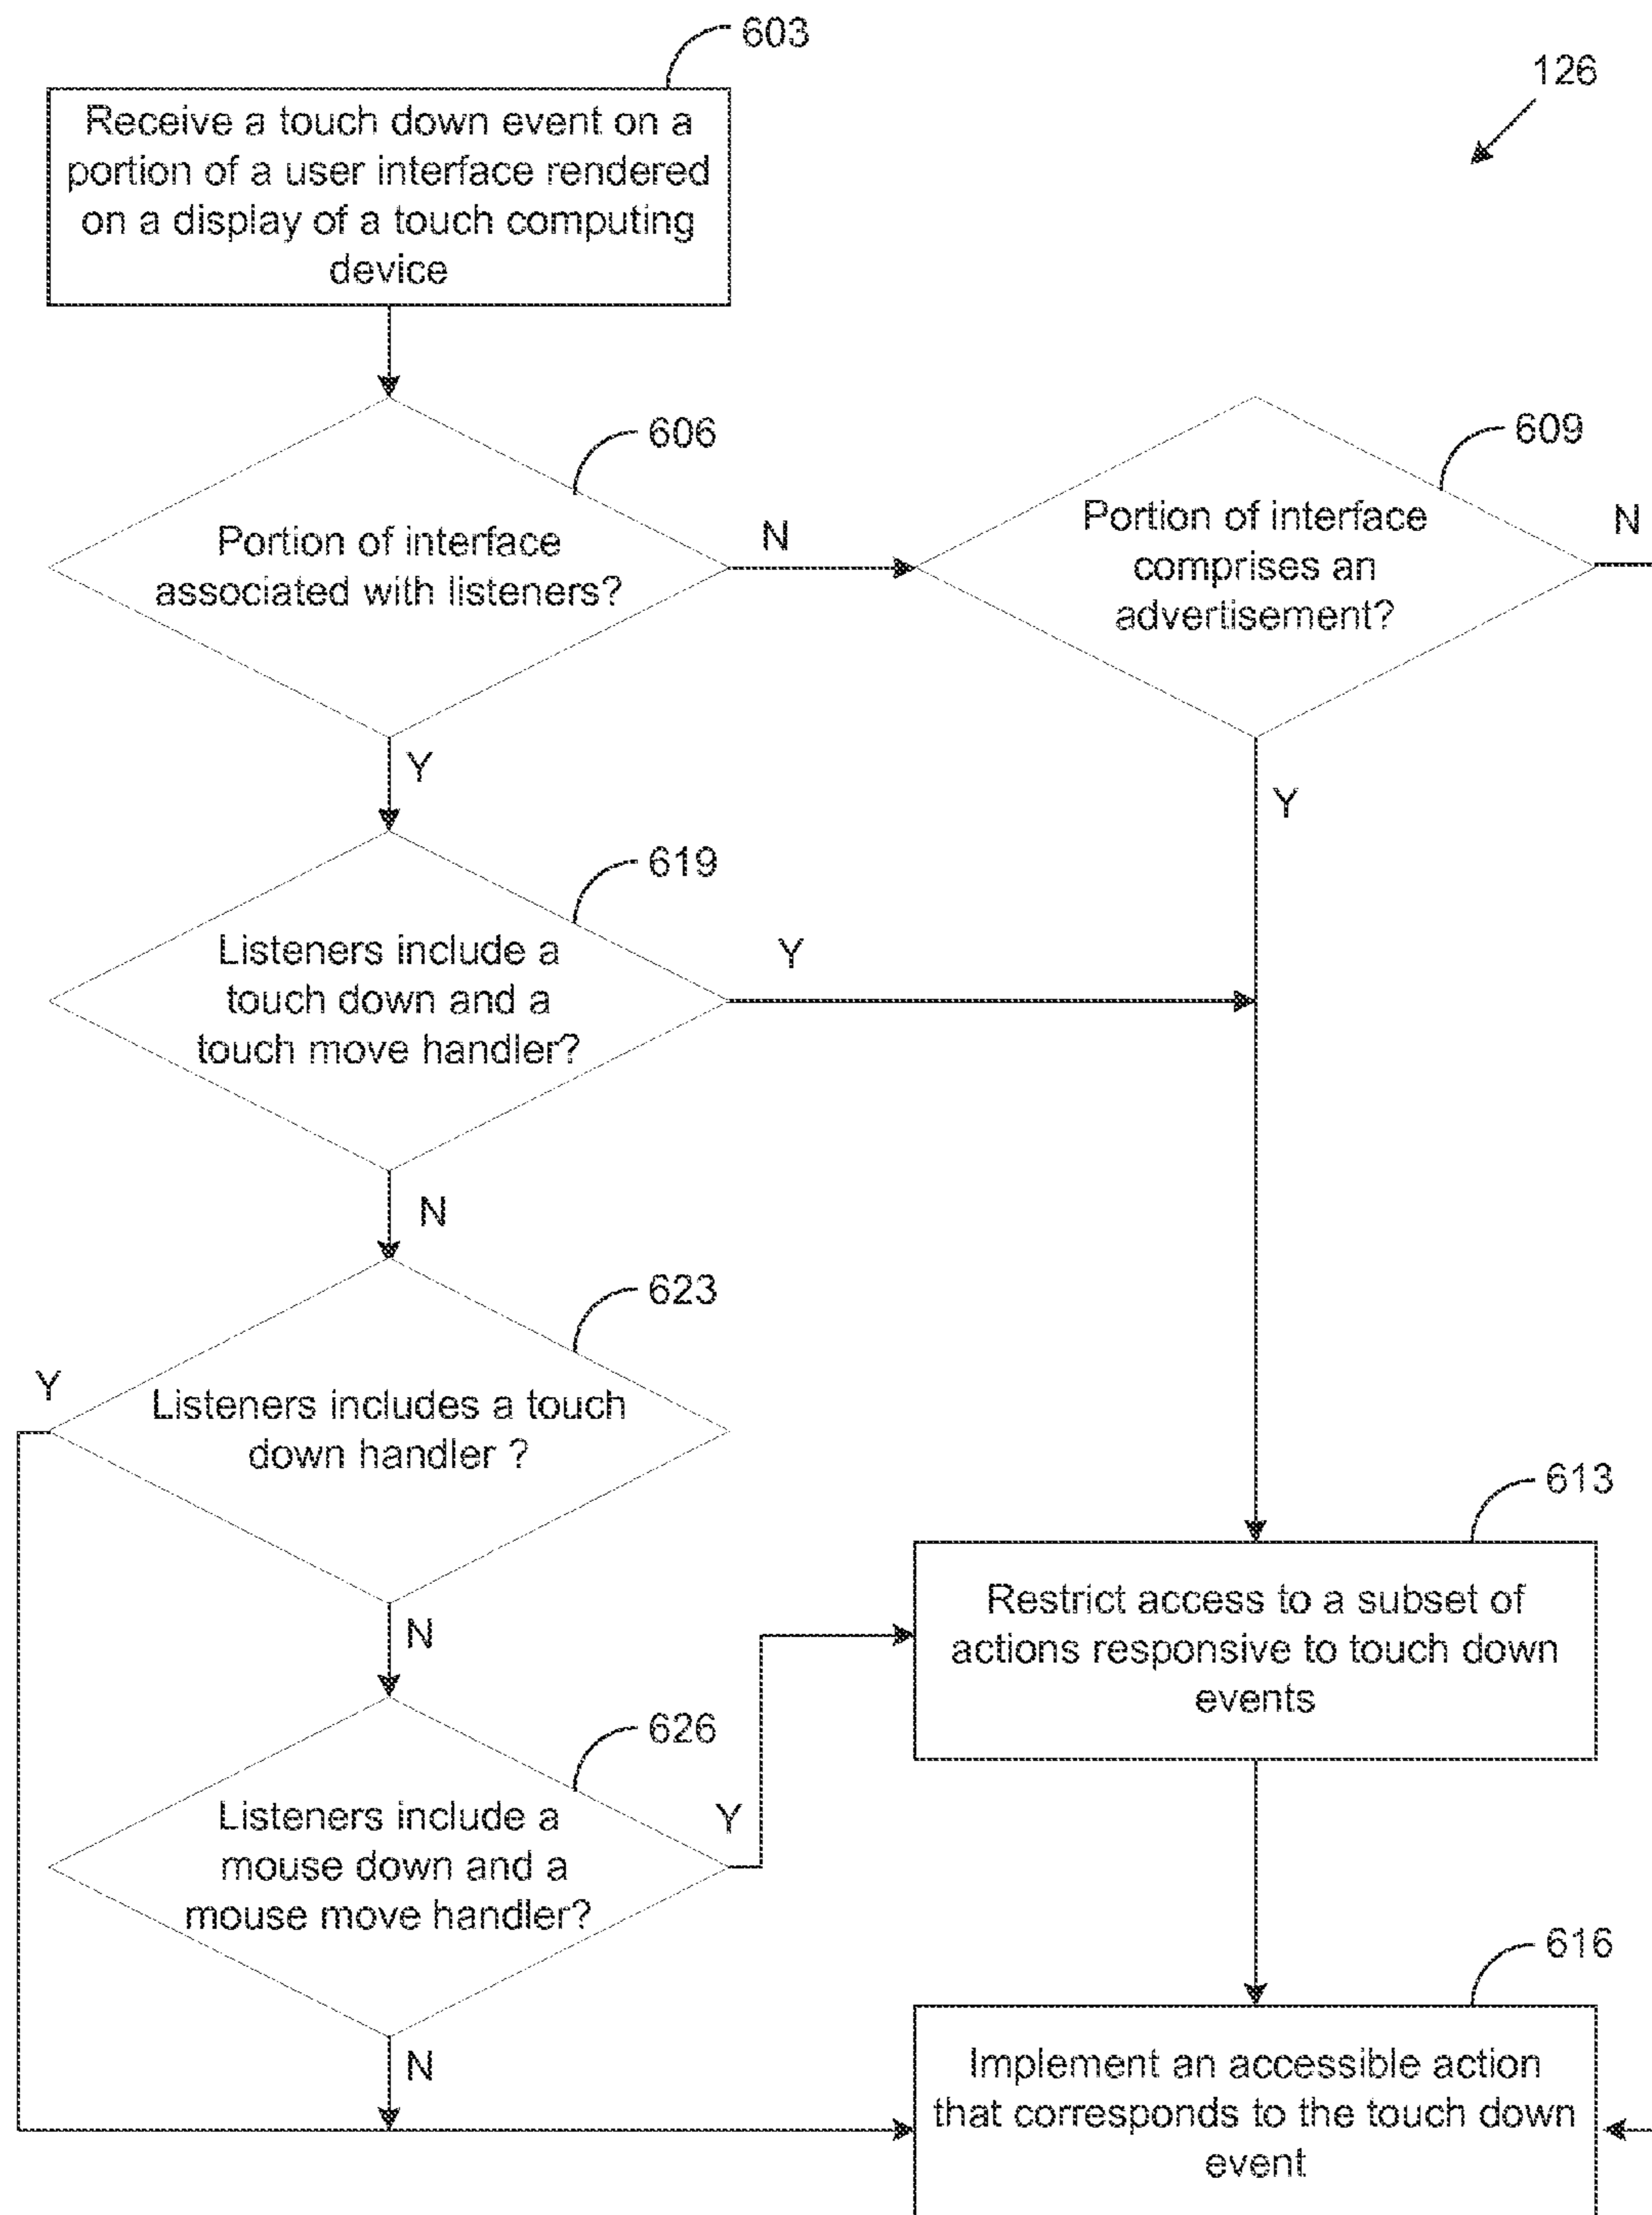 603
126
Receive a touch down event on a
portion of a user interface rendered
on a display of a touch computing
device
606
609
Portion of interface
associated with listeners?
N
Portion of interface
comprises an
advertisement?
N
Y
Y
619
Listeners include a
touch down and a
touch move handler?
Y
N
623
Y
Listeners includes a touch
down handler ?
613
N
Restrict access to a subset of
actions responsive to touch down
events
626
Listeners include a
mouse down and a
mouse move handler?
Y
616
N
Implement an accessible action
that corresponds to the touch down
event